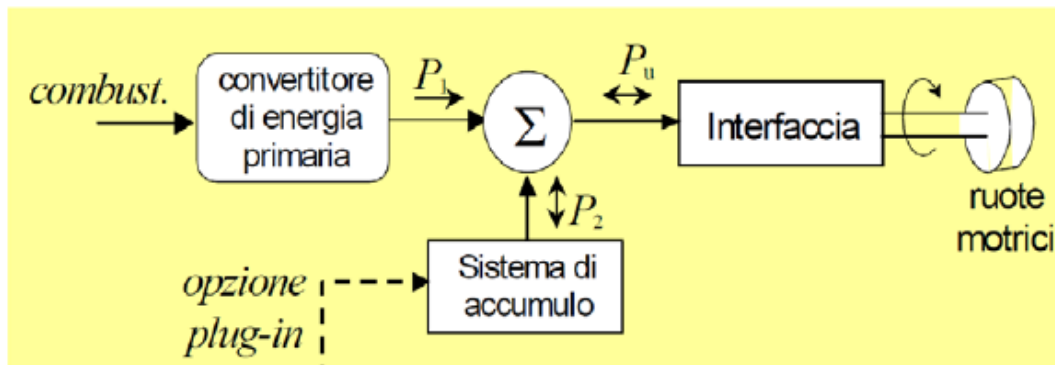 combust.
convertitore
di energia
primaria
P₁
Σ
Pᵤ
Interfaccia
ruote
motrici
P₂
Sistema di
accumulo
opzione
plug-in